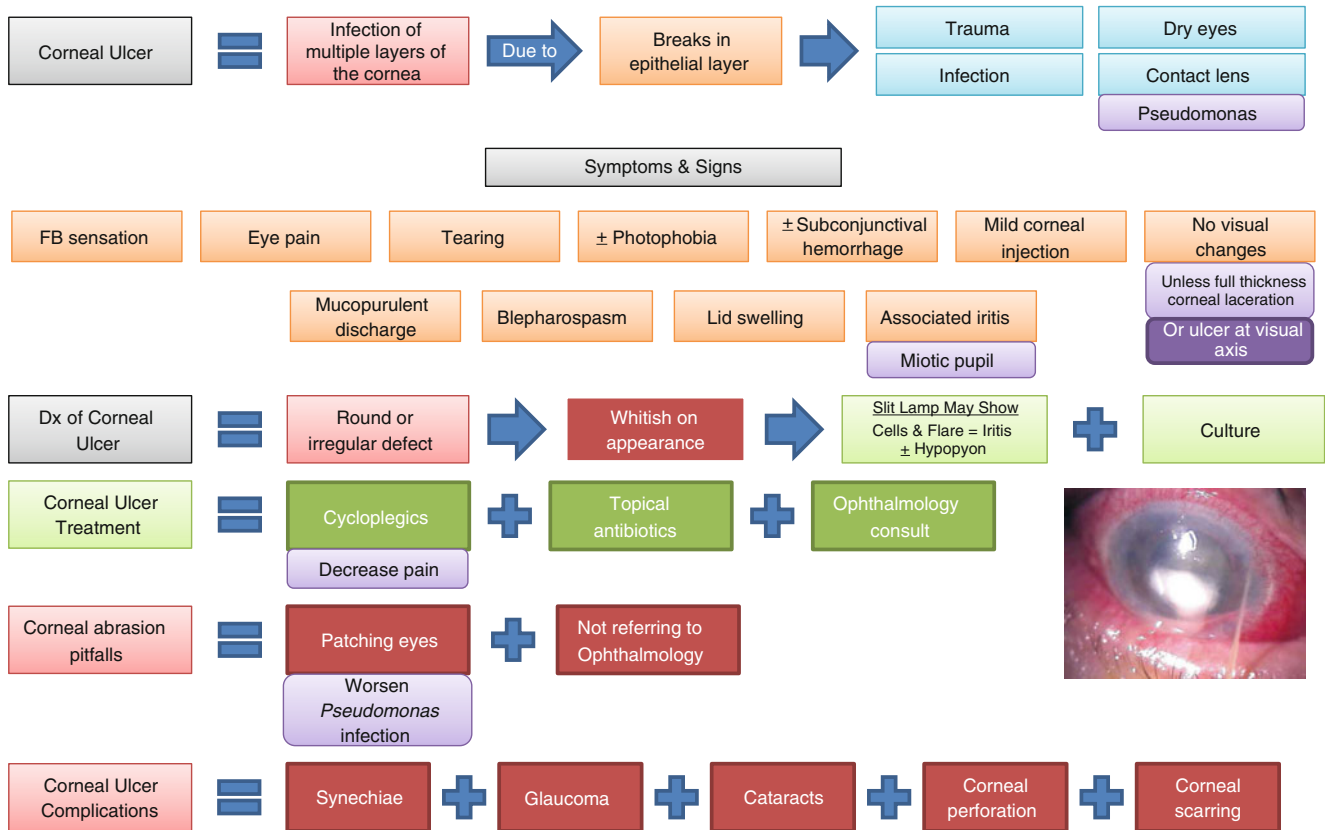 Corneal Ulcer
Infection of
multiple layers of
the cornea
Due to
Breaks in
epithelial layer
Trauma
Dry eyes
Infection
Contact lens
Pseudomonas
Symptoms & Signs
FB sensation
Eye pain
Tearing
± Photophobia
± Subconjunctival
hemorrhage
Mild corneal
injection
No visual
changes
Unless full thickness
corneal laceration
Or ulcer at visual
axis
Mucopurulent
discharge
Blepharospasm
Lid swelling
Associated iritis
Miotic pupil
Dx of Corneal
Ulcer
Round or
irregular defect
Whitish on
appearance
Slit Lamp May Show
Cells & Flare = Iritis
± Hypopyon
Culture
Corneal Ulcer
Treatment
Cycloplegics
Decrease pain
Topical
antibiotics
Ophthalmology
consult
Corneal abrasion
pitfalls
Patching eyes
Worsen
Pseudomonas
infection
Not referring to
Ophthalmology
Corneal Ulcer
Complications
Synechiae
Glaucoma
Cataracts
Corneal
perforation
Corneal
scarring